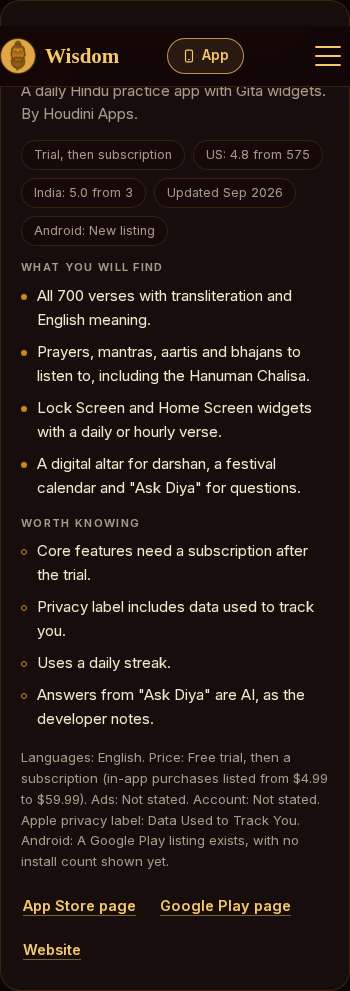 Wisdom
App
A daily Hindu practice app with Gita widgets.
By Houdini Apps.
Trial, then subscription
US: 4.8 from 575
India: 5.0 from 3
Updated Sep 2026
Android: New listing
WHAT YOU WILL FIND
All 700 verses with transliteration and
English meaning.
Prayers, mantras, aartis and bhajans to
listen to, including the Hanuman Chalisa.
Lock Screen and Home Screen widgets
with a daily or hourly verse.
A digital altar for darshan, a festival
calendar and "Ask Diya" for questions.
WORTH KNOWING
Core features need a subscription after
the trial.
Privacy label includes data used to track
you.
Uses a daily streak.
Answers from "Ask Diya" are AI, as the
developer notes.
Languages: English. Price: Free trial, then a
subscription (in-app purchases listed from $4.99
to $59.99). Ads: Not stated. Account: Not stated.
Apple privacy label: Data Used to Track You.
Android: A Google Play listing exists, with no
install count shown yet.
App Store page
Google Play page
Website